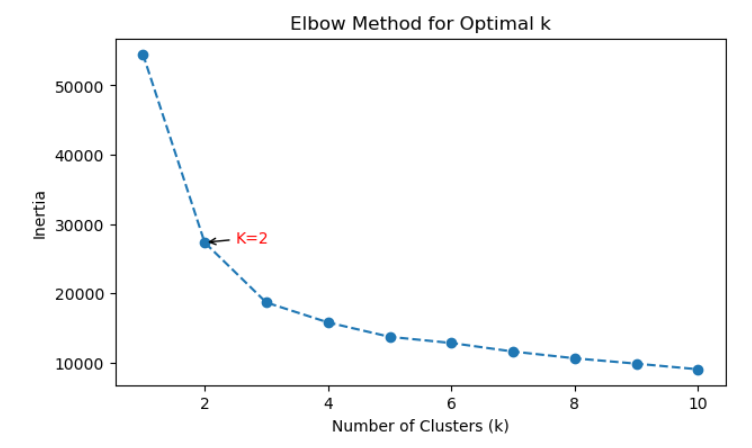 Elbow Method for Optimal k
50000
40000
30000
20000
10000
Inertia
K=2
2 4 6 8 10
Number of Clusters (k)